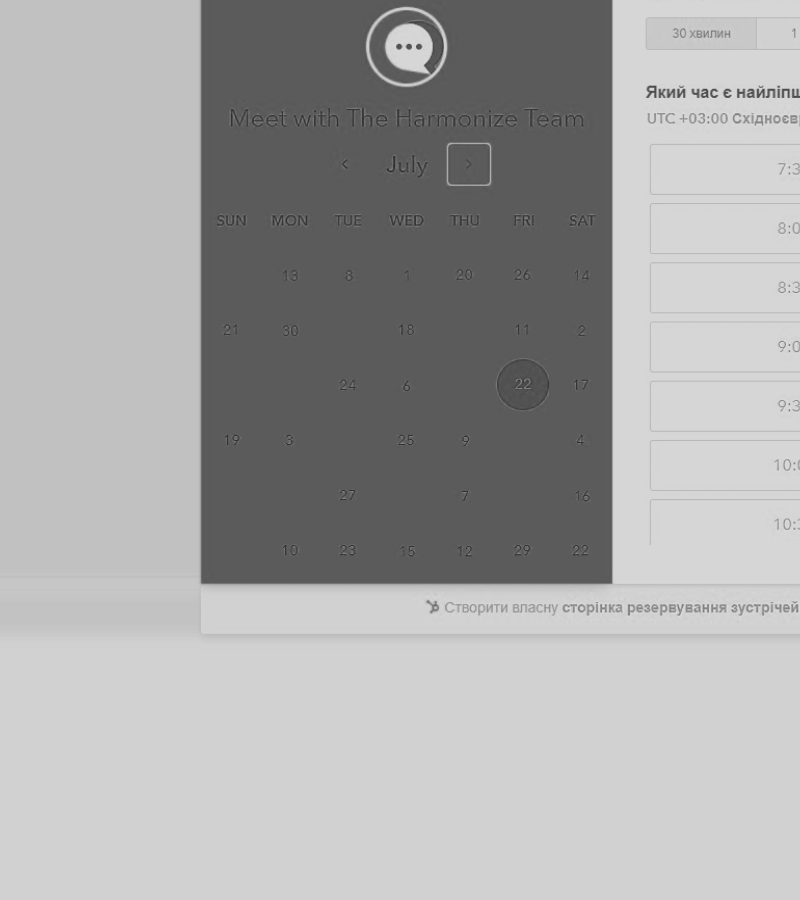 Meet with The Harmonize Team
July
SUN MON TUE WED THU FRI SAT
13 8 1 20 26 14
21 30 18 11 2
24 6 22 17
19 3 25 9 4
27 7 16
10 23 15 12 29 22
30 хвилин 1
Який час є
UTC +03:00
7:3
8:0
8:3
9:0
9:3
10:0
10:3
Створити власну сторінка резервування зустрічей